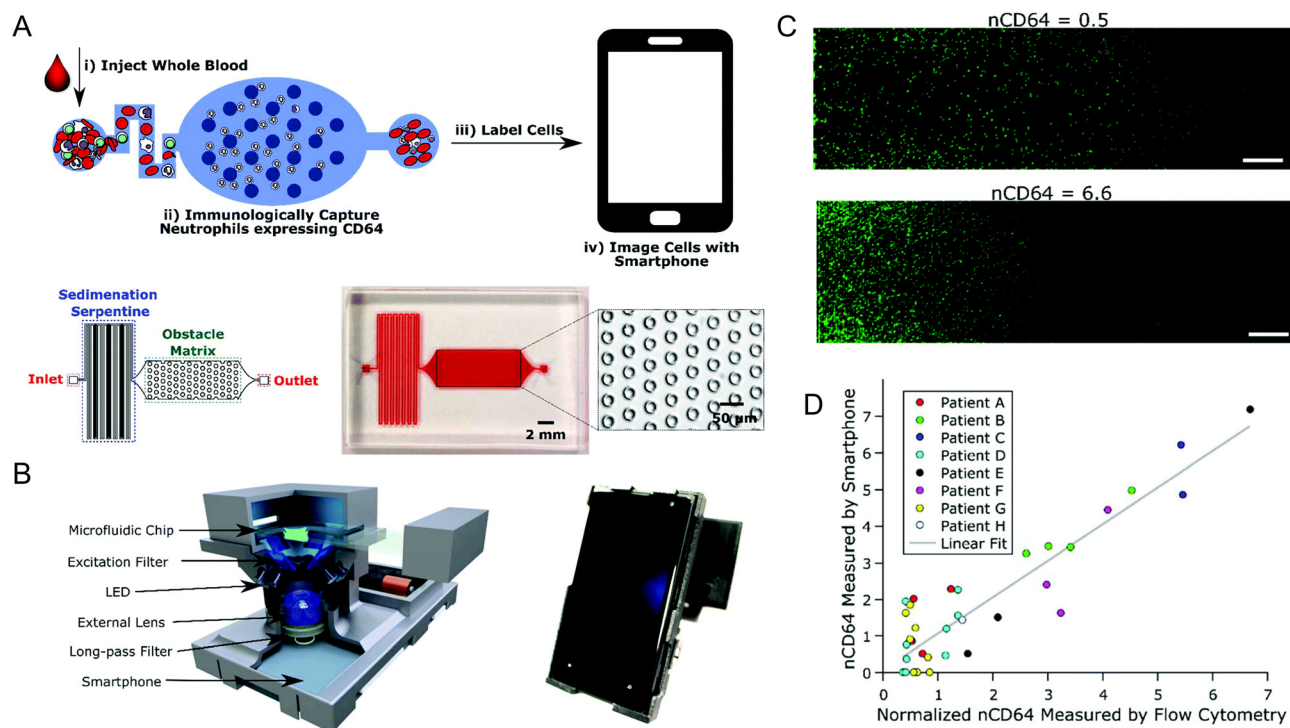 A
i) Inject Whole Blood
ii) Immunologically Capture
Neutrophils expressing CD64
iii) Label Cells
iv) Image Cells with
Smartphone
Sedimenation
Serpentine
Obstacle
Matrix
Inlet
Outlet
2 mm
50 µm
B
Microfluidic Chip
Excitation Filter
LED
External Lens
Long-pass Filter
Smartphone
C
nCD64 = 0.5
nCD64 = 6.6
D
Patient A
Patient B
Patient C
Patient D
Patient E
Patient F
Patient G
Patient H
Linear Fit
nCD64 Measured by Smartphone
7
6
5
4
3
2
1
0
0 1 2 3 4 5 6 7
Normalized nCD64 Measured by Flow Cytometry